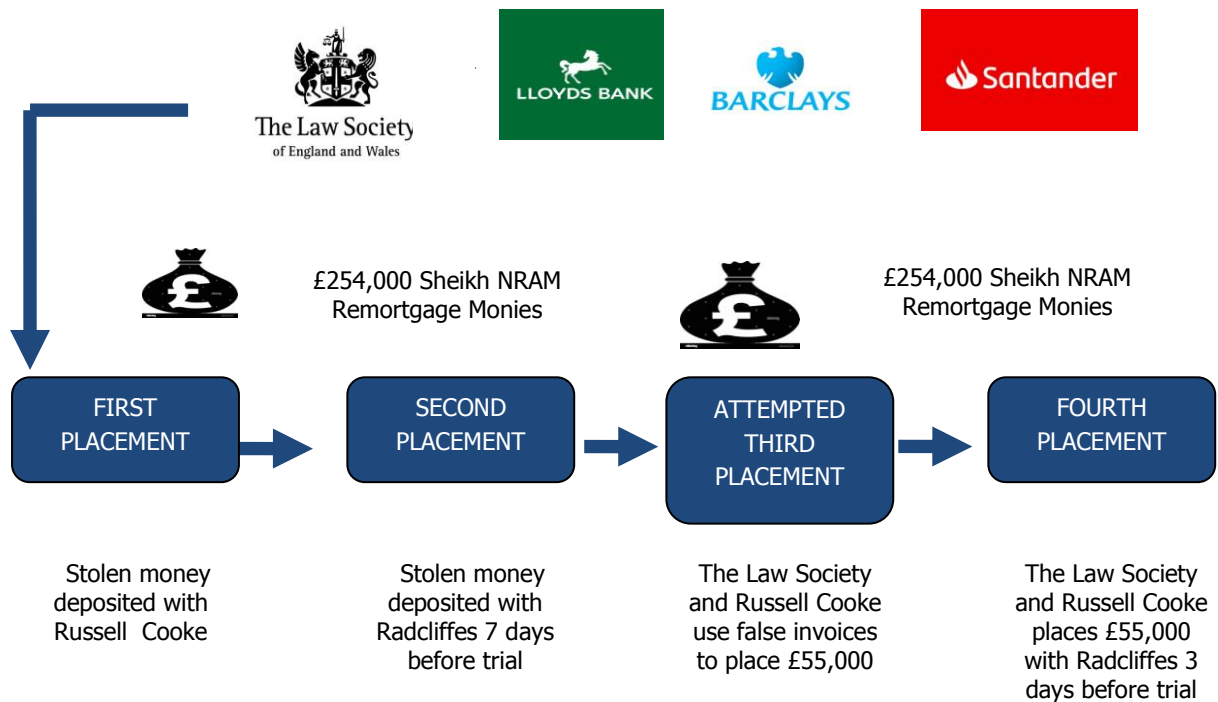 The Law Society
of England and Wales
LLOYDS BANK
BARCLAYS
Santander
£
£254,000 Sheikh NRAM
Remortgage Monies
£
£254,000 Sheikh NRAM
Remortgage Monies
FIRST
PLACEMENT
SECOND
PLACEMENT
ATTEMPTED
THIRD
PLACEMENT
FOURTH
PLACEMENT
Stolen money
deposited with
Russell Cooke
Stolen money
deposited with
Radcliffes 7 days
before trial
The Law Society
and Russell Cooke
use false invoices
to place £55,000
The Law Society
and Russell Cooke
places £55,000
with Radcliffes 3
days before trial